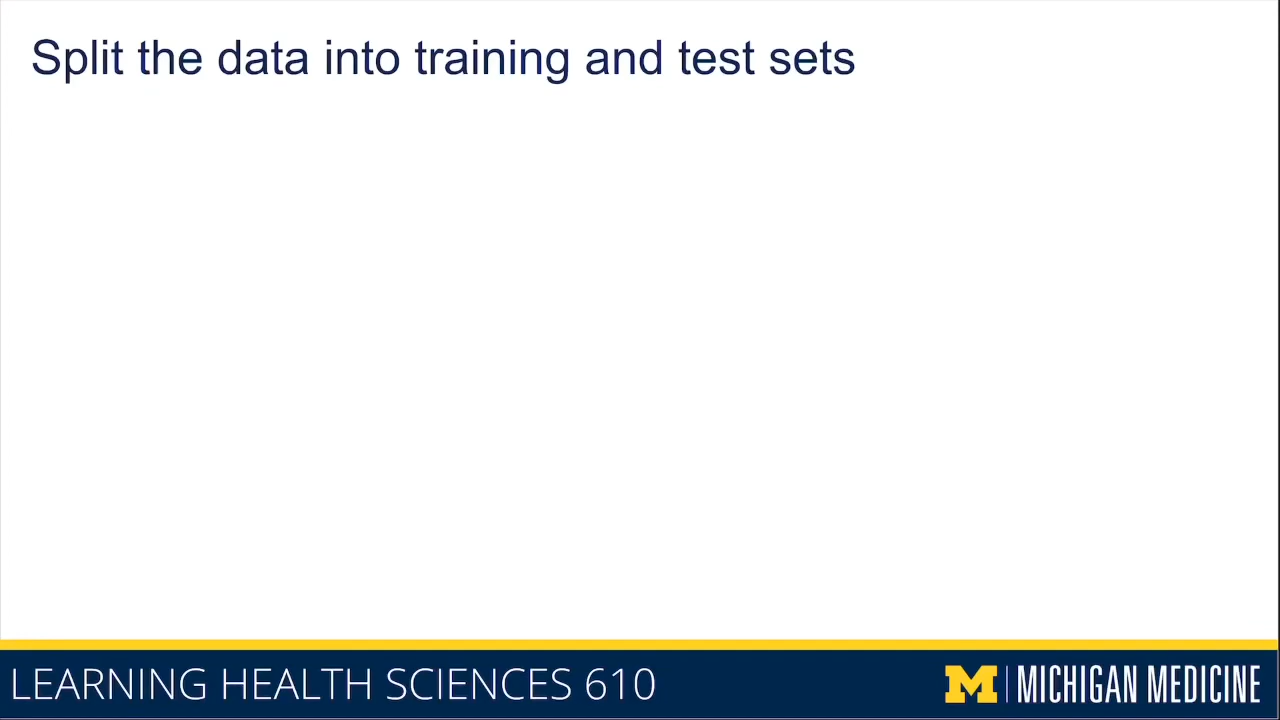 Split the data into training and test sets
LEARNING HEALTH SCIENCES 610
M MICHIGAN MEDICINE